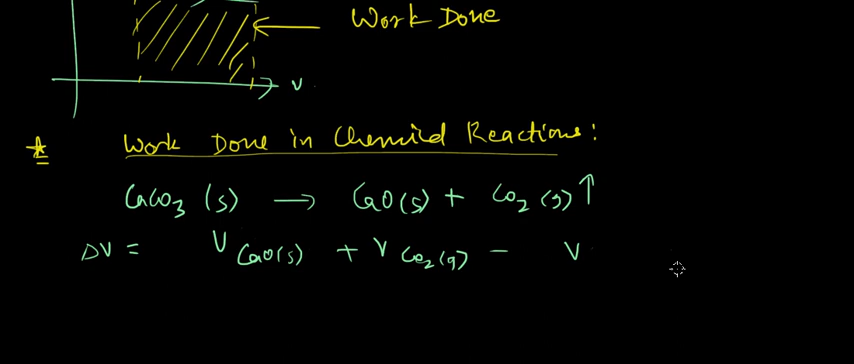 Work Done
V
* Work Done in Chemical Reactions:
CaCO3 (s) → CaO(s) + CO2 (g) ↑
ΔV = V CaO(s) + V CO2(g) - V